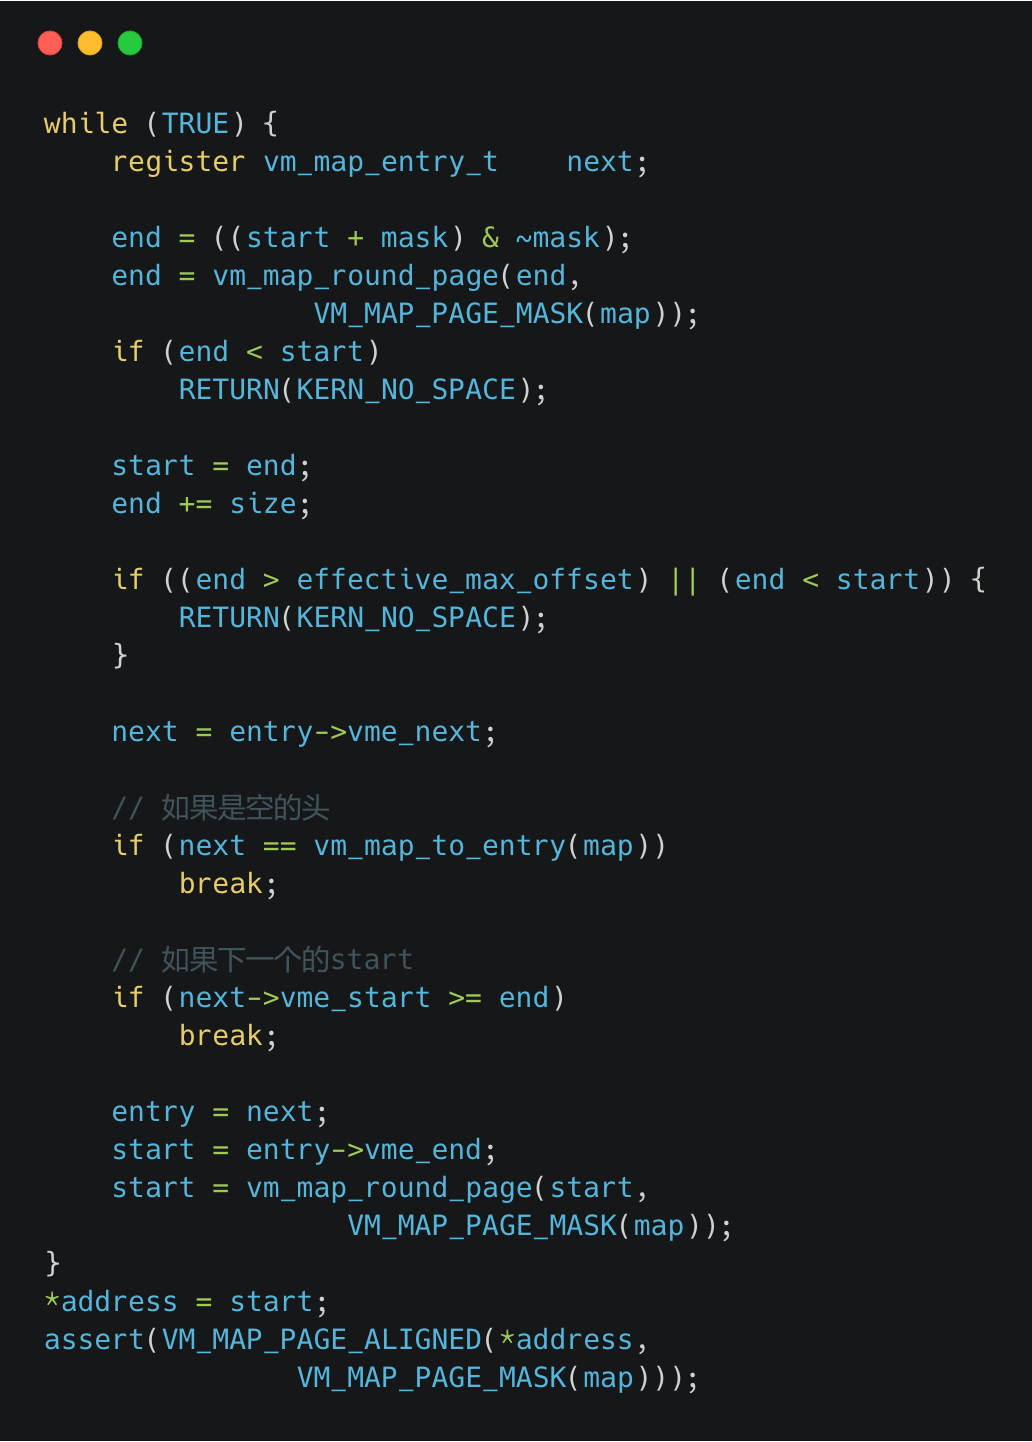 while (TRUE) {
    register vm_map_entry_t    next;

    end = ((start + mask) & ~mask);
    end = vm_map_round_page(end,
                VM_MAP_PAGE_MASK(map));
    if (end < start)
        RETURN(KERN_NO_SPACE);

    start = end;
    end += size;

    if ((end > effective_max_offset) || (end < start)) {
        RETURN(KERN_NO_SPACE);
    }

    next = entry->vme_next;

    // 如果是空的头
    if (next == vm_map_to_entry(map))
        break;

    // 如果下一个的start
    if (next->vme_start >= end)
        break;

    entry = next;
    start = entry->vme_end;
    start = vm_map_round_page(start,
                  VM_MAP_PAGE_MASK(map));
}
*address = start;
assert(VM_MAP_PAGE_ALIGNED(*address,
               VM_MAP_PAGE_MASK(map)));